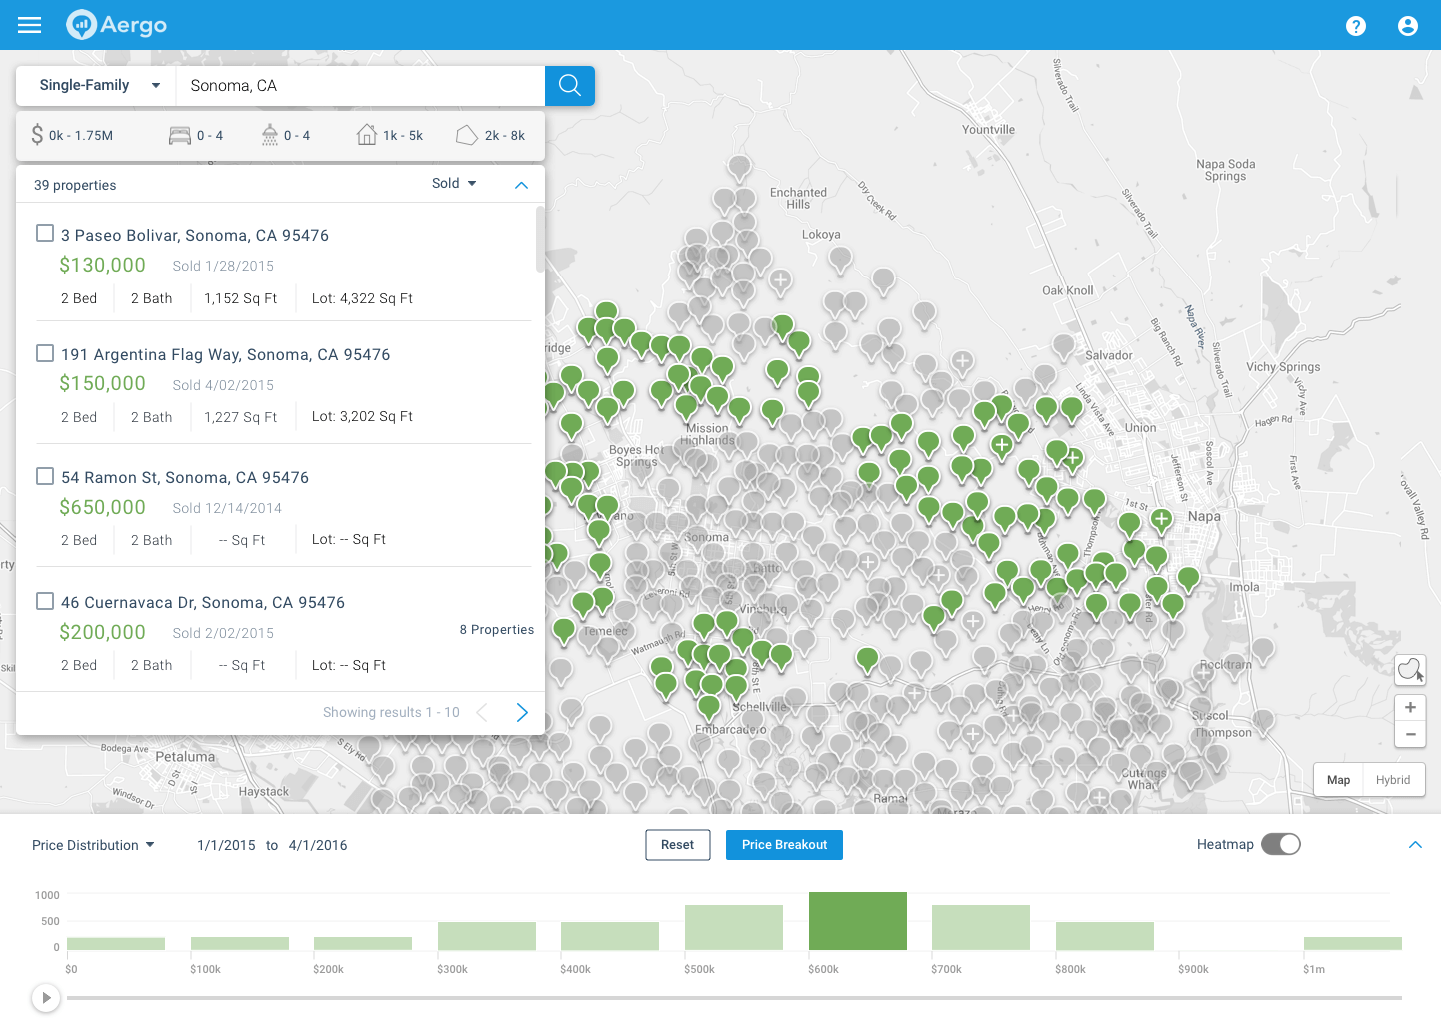 Aergo
?
Single-Family
Sonoma, CA
$ 0k - 1.75M
0 - 4
0 - 4
1k - 5k
2k - 8k
39 properties
Sold
3 Paseo Bolivar, Sonoma, CA 95476
$130,000
Sold 1/28/2015
2 Bed
2 Bath
1,152 Sq Ft
Lot: 4,322 Sq Ft
191 Argentina Flag Way, Sonoma, CA 95476
$150,000
Sold 4/02/2015
2 Bed
2 Bath
1,227 Sq Ft
Lot: 3,202 Sq Ft
54 Ramon St, Sonoma, CA 95476
$650,000
Sold 12/14/2014
2 Bed
2 Bath
-- Sq Ft
Lot: -- Sq Ft
46 Cuernavaca Dr, Sonoma, CA 95476
$200,000
Sold 2/02/2015
8 Properties
2 Bed
2 Bath
-- Sq Ft
Lot: -- Sq Ft
Showing results 1 - 10
Yountville
Silverado Trail
Napa Soda
Springs
Enchanted
Hills
Dry Creek Rd
Silverado Trail
Lokoya
Oak Knoll
Napa River
Big Ranch Rd
Silverado Trail
Salvador
Vichy Springs
Vichy Ave
Linda Vista Ave
Hagen Rd
Union
Mission
Highlands
Boyes Hot
Springs
Soscol Ave
Jefferson St
First Ave
1st St
Napa
Sonoma
Imola
Vineburg
Leveroni Rd
Temelec
Watmaugh Rd
Rocktram
Schellville
Embarcadero
Suscol
Thompson
Cuttings
Wharf
Ramal
Bodega Ave
S Ely Rd
Petaluma
D St
Windsor Dr
Haystack
+
−
Map
Hybrid
Price Distribution
1/1/2015 to 4/1/2016
Reset
Price Breakout
Heatmap
1000
500
0
$0
$100k
$200k
$300k
$400k
$500k
$600k
$700k
$800k
$900k
$1m